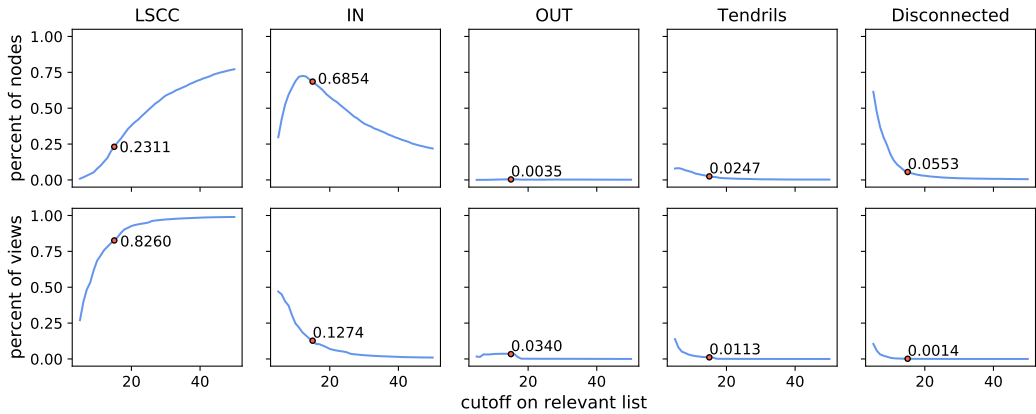 LSCC IN OUT Tendrils Disconnected
percent of nodes
1.00
0.75
0.50
0.25
0.00
0.2311 0.6854 0.0035 0.0247 0.0553
percent of views
1.00
0.75
0.50
0.25
0.00
0.8260 0.1274 0.0340 0.0113 0.0014
20 40 20 40 20 40 20 40 20 40
cutoff on relevant list